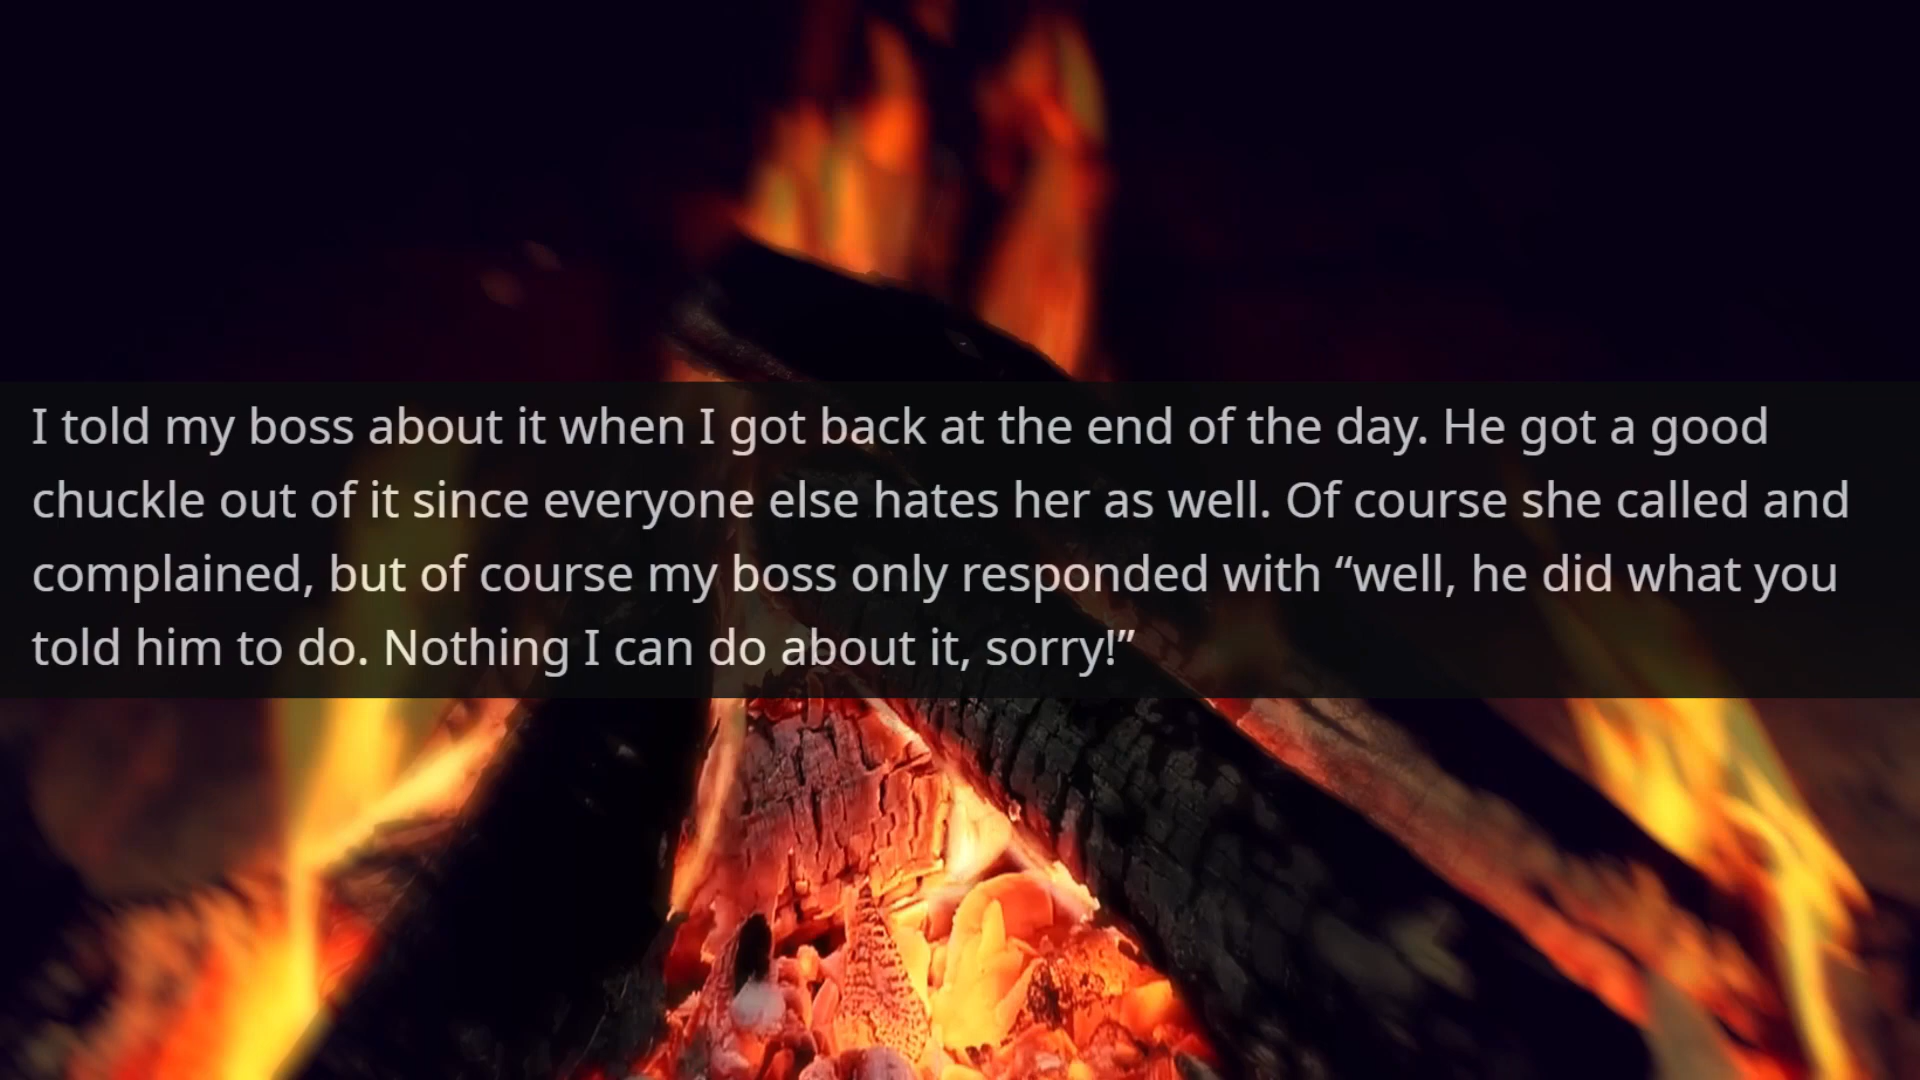 I told my boss about it when I got back at the end of the day. He got a good
chuckle out of it since everyone else hates her as well. Of course she called and
complained, but of course my boss only responded with “well, he did what you
told him to do. Nothing I can do about it, sorry!”